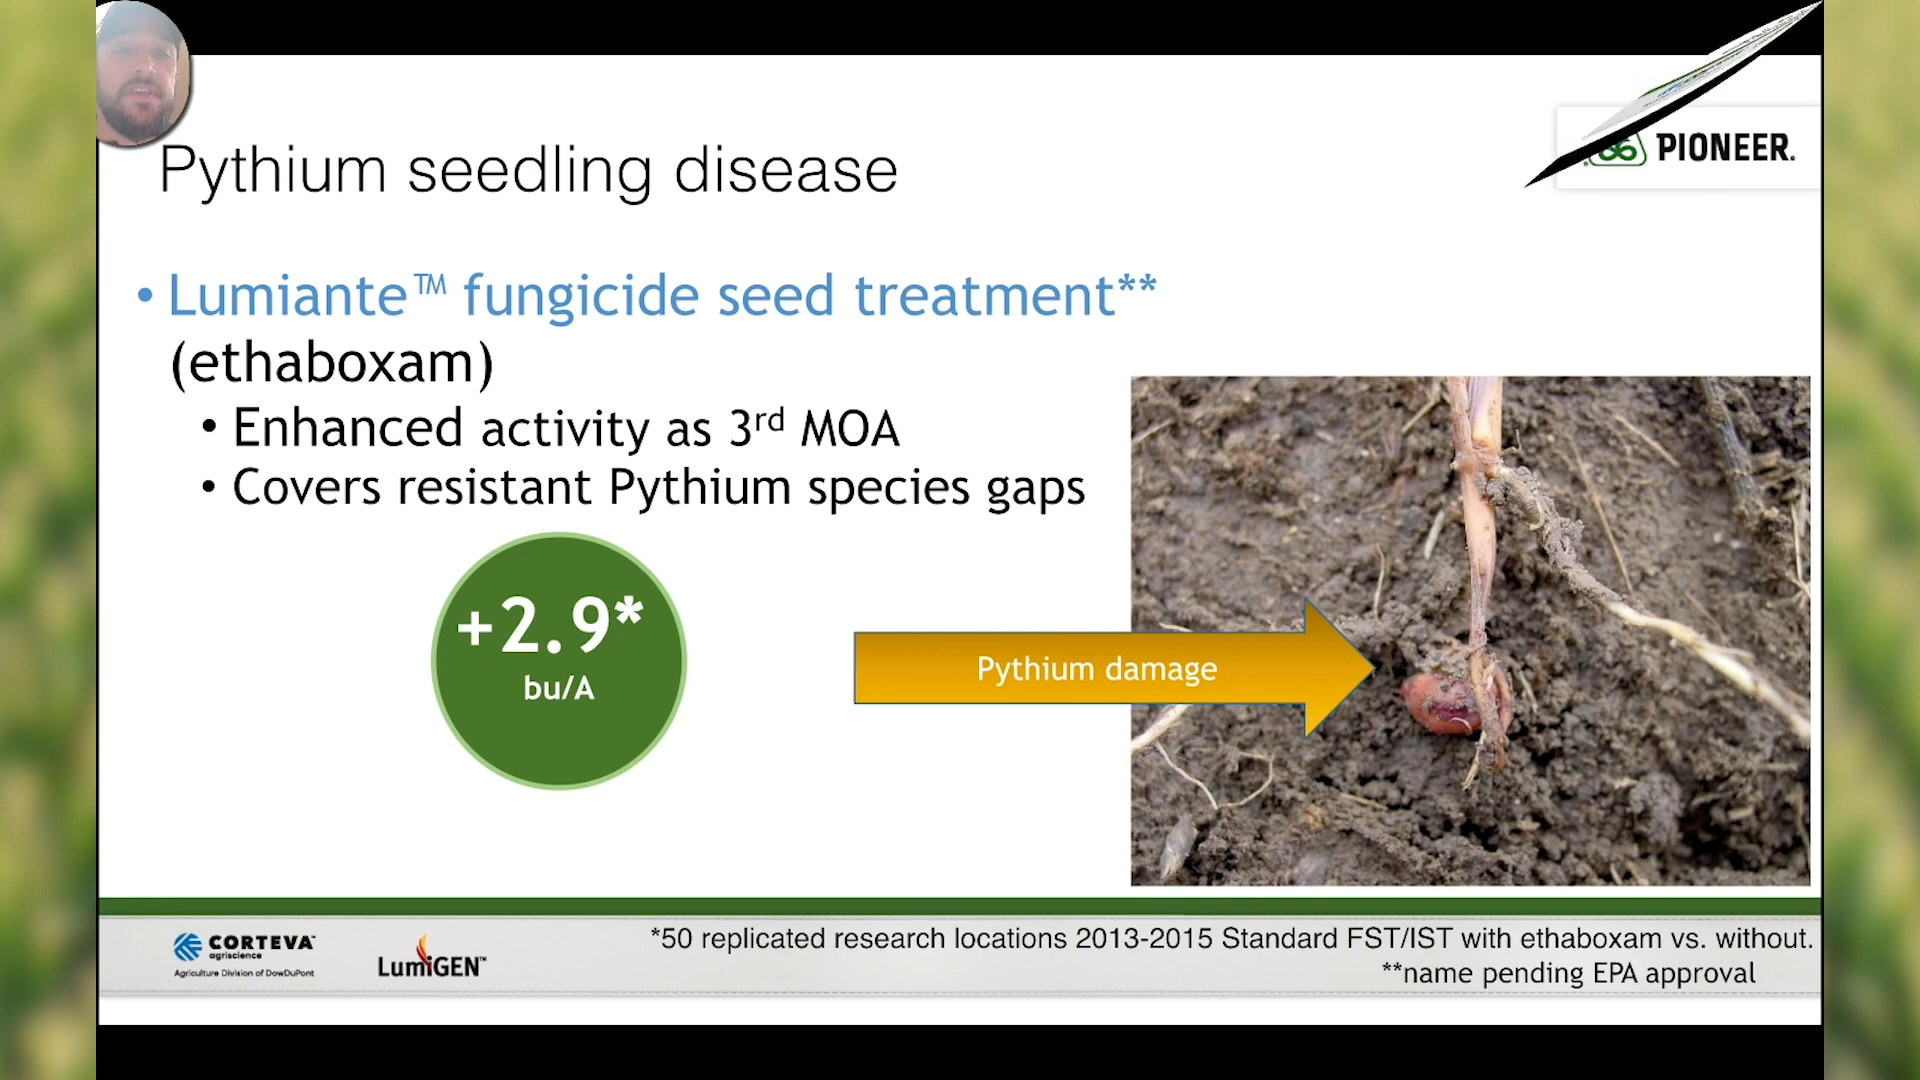 Pythium seedling disease
PIONEER.
• Lumiante™ fungicide seed treatment**
(ethaboxam)
• Enhanced activity as 3rd MOA
• Covers resistant Pythium species gaps
+2.9*
bu/A
Pythium damage
CORTEVA™
agriscience
Agriculture Division of DowDuPont
LumiGEN™
*50 replicated research locations 2013-2015 Standard FST/IST with ethaboxam vs. without.
**name pending EPA approval